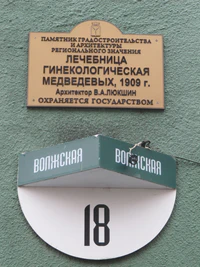 ПАМЯТНИК ГРАДОСТРОИТЕЛЬСТВА
И АРХИТЕКТУРЫ
РЕГИОНАЛЬНОГО ЗНАЧЕНИЯ
ЛЕЧЕБНИЦА
ГИНЕКОЛОГИЧЕСКАЯ
МЕДВЕДЕВЫХ, 1909 г.
Архитектор В.А.ЛЮКШИН
ОХРАНЯЕТСЯ ГОСУДАРСТВОМ
ВОЛЖСКАЯ ВОЛЖСКАЯ
18